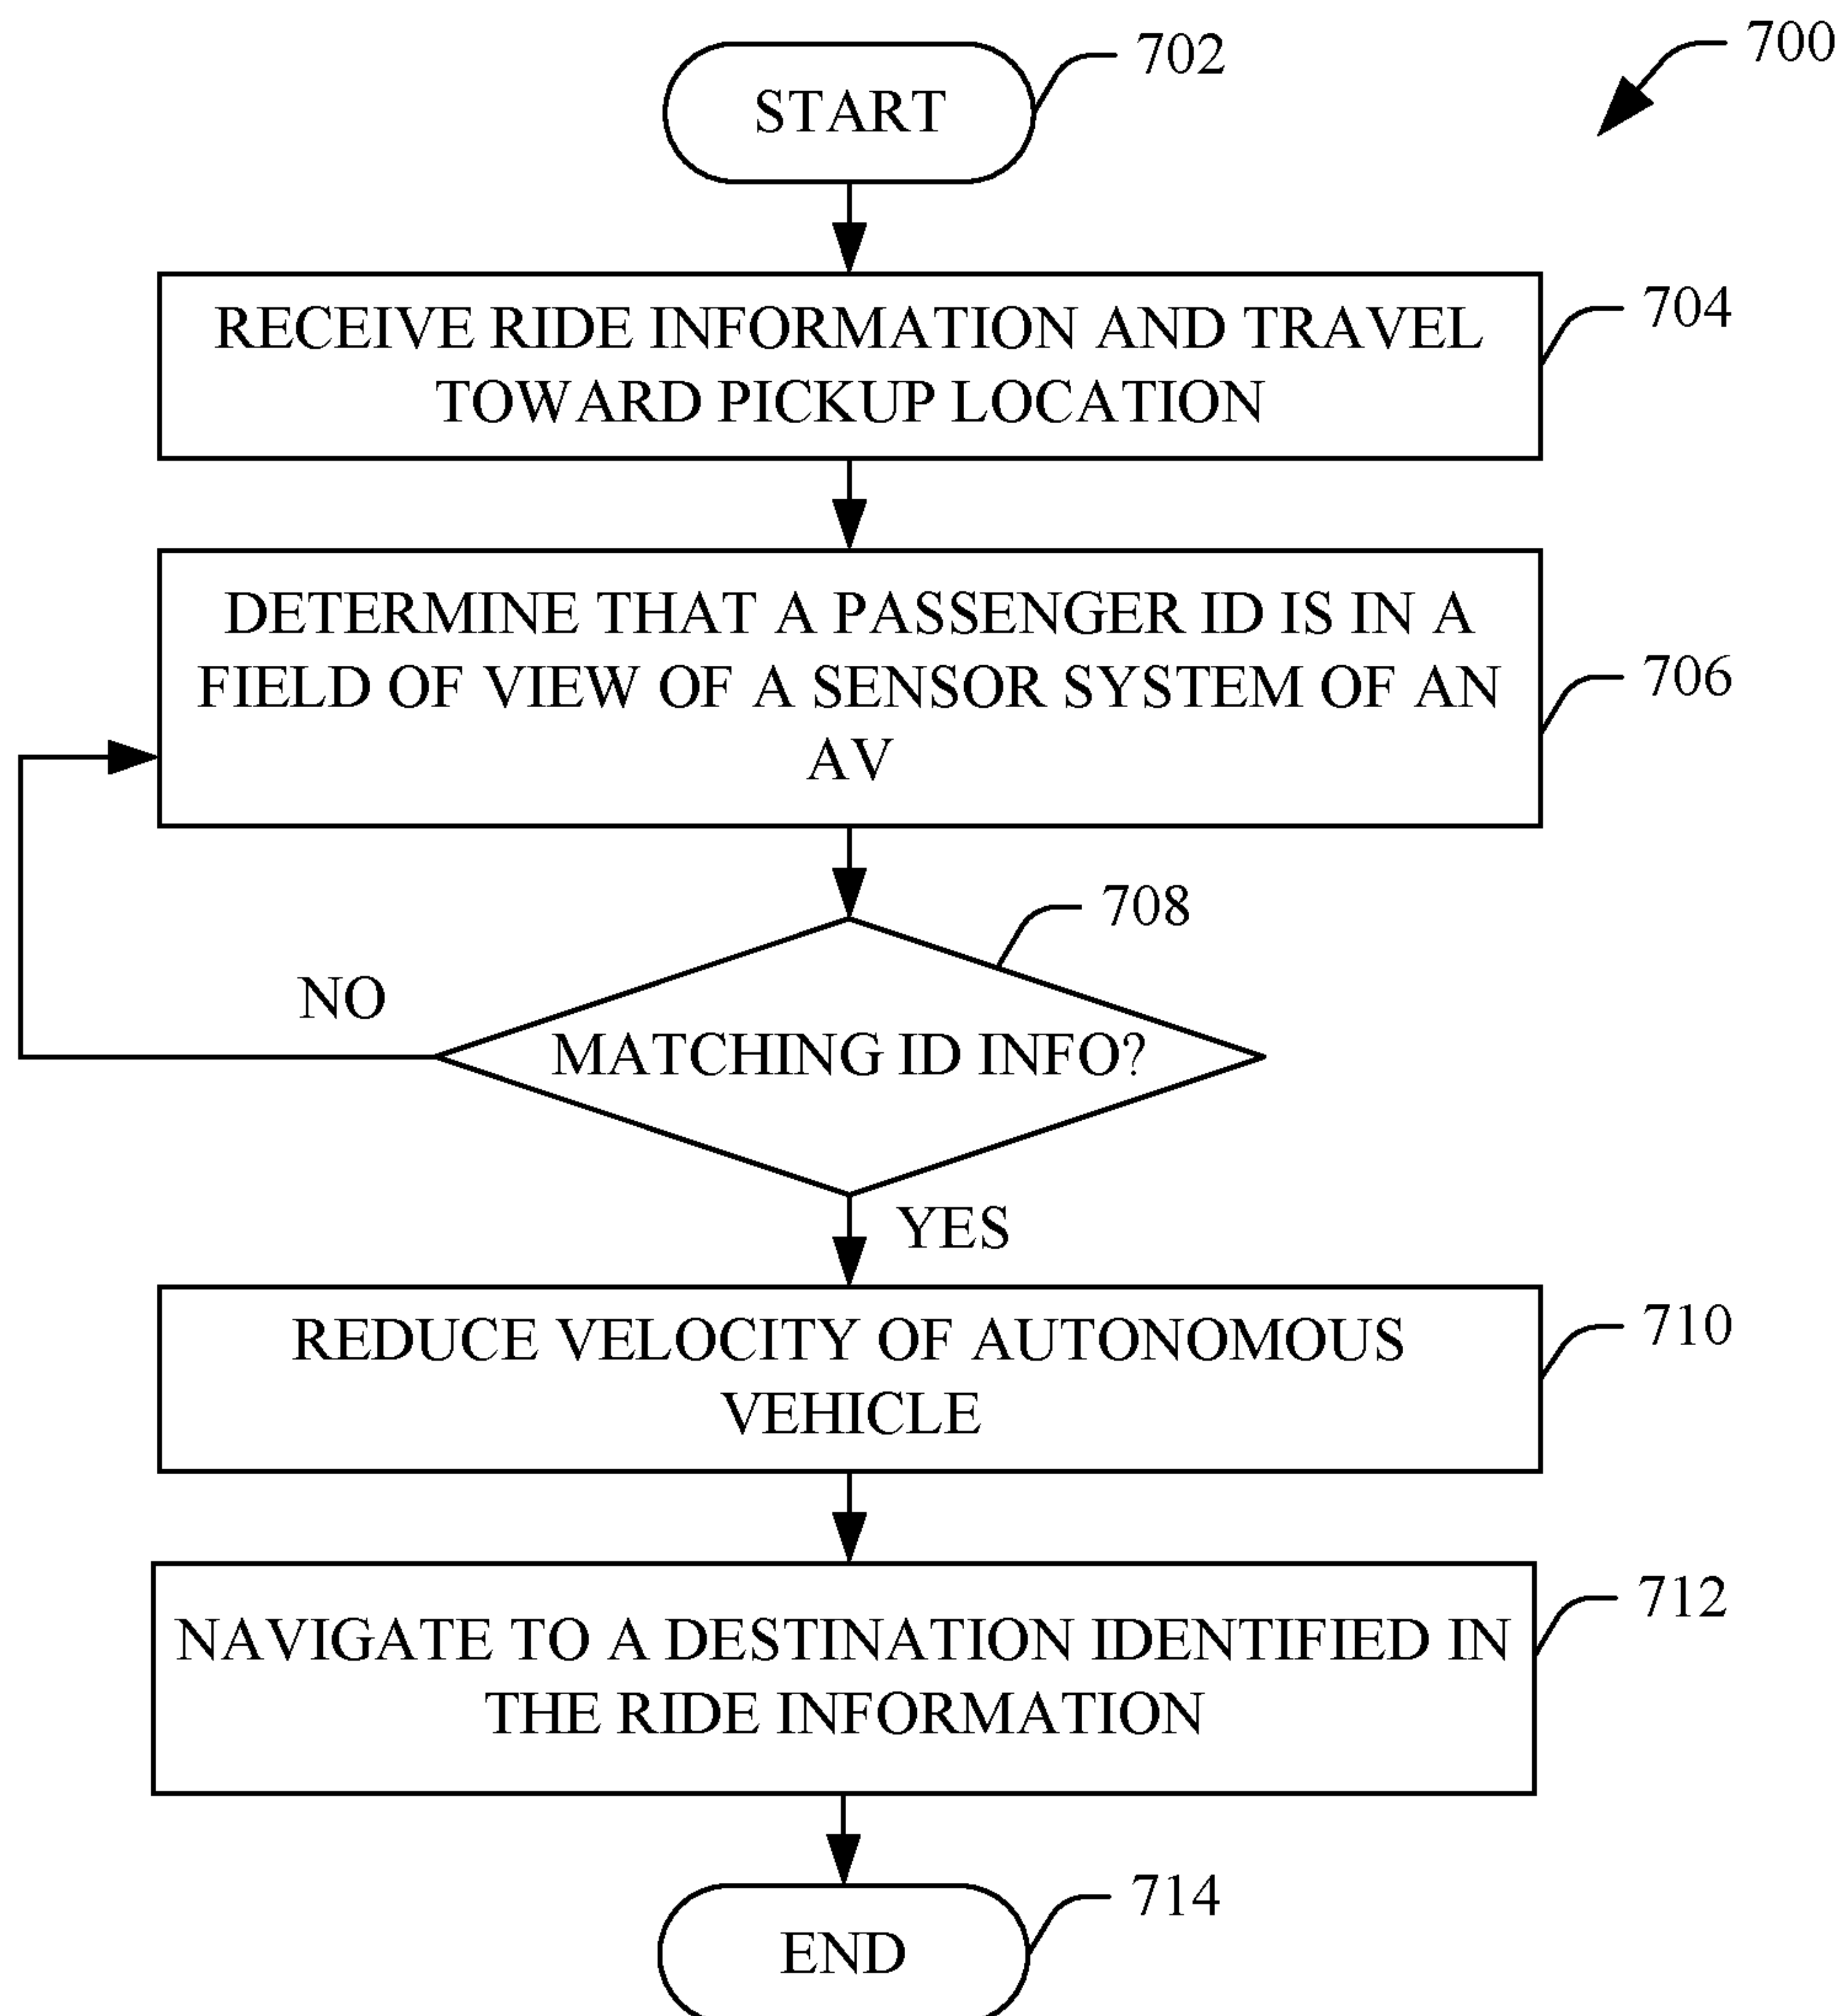 700
702
START
704
RECEIVE RIDE INFORMATION AND TRAVEL
TOWARD PICKUP LOCATION
706
DETERMINE THAT A PASSENGER ID IS IN A
FIELD OF VIEW OF A SENSOR SYSTEM OF AN
AV
708
MATCHING ID INFO?
NO
YES
710
REDUCE VELOCITY OF AUTONOMOUS
VEHICLE
712
NAVIGATE TO A DESTINATION IDENTIFIED IN
THE RIDE INFORMATION
714
END